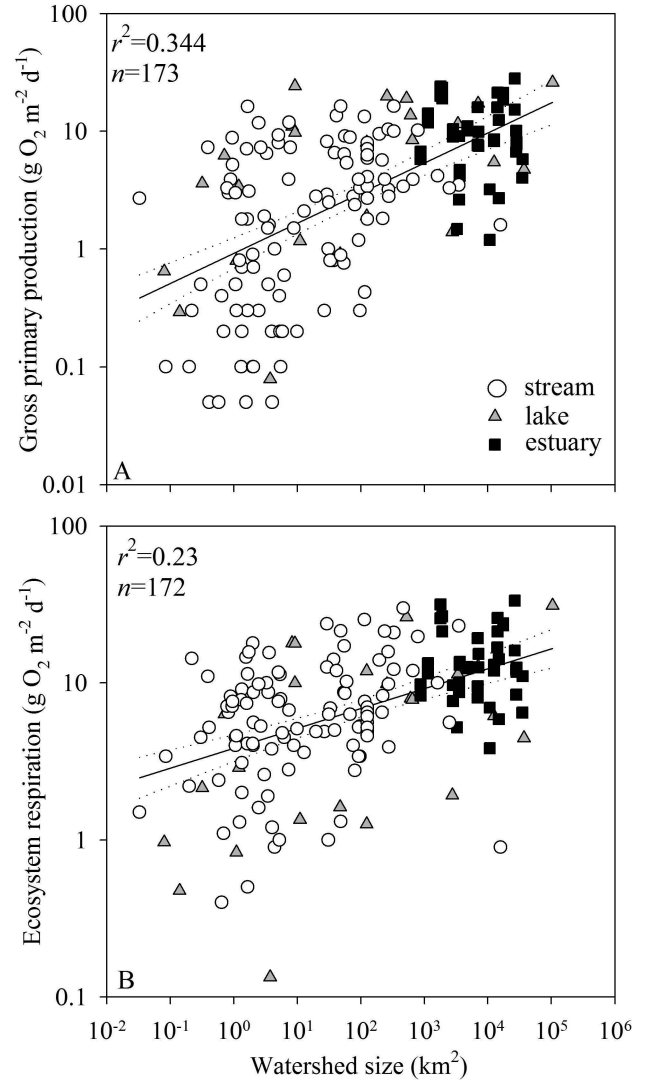 100
r²=0.344
n=173
10
1
0.1
0.01
Gross primary production (g O₂ m⁻² d⁻¹)
stream
lake
estuary
A
100
r²=0.23
n=172
10
1
0.1
Ecosystem respiration (g O₂ m⁻² d⁻¹)
B
10⁻² 10⁻¹ 10⁰ 10¹ 10² 10³ 10⁴ 10⁵ 10⁶
Watershed size (km²)